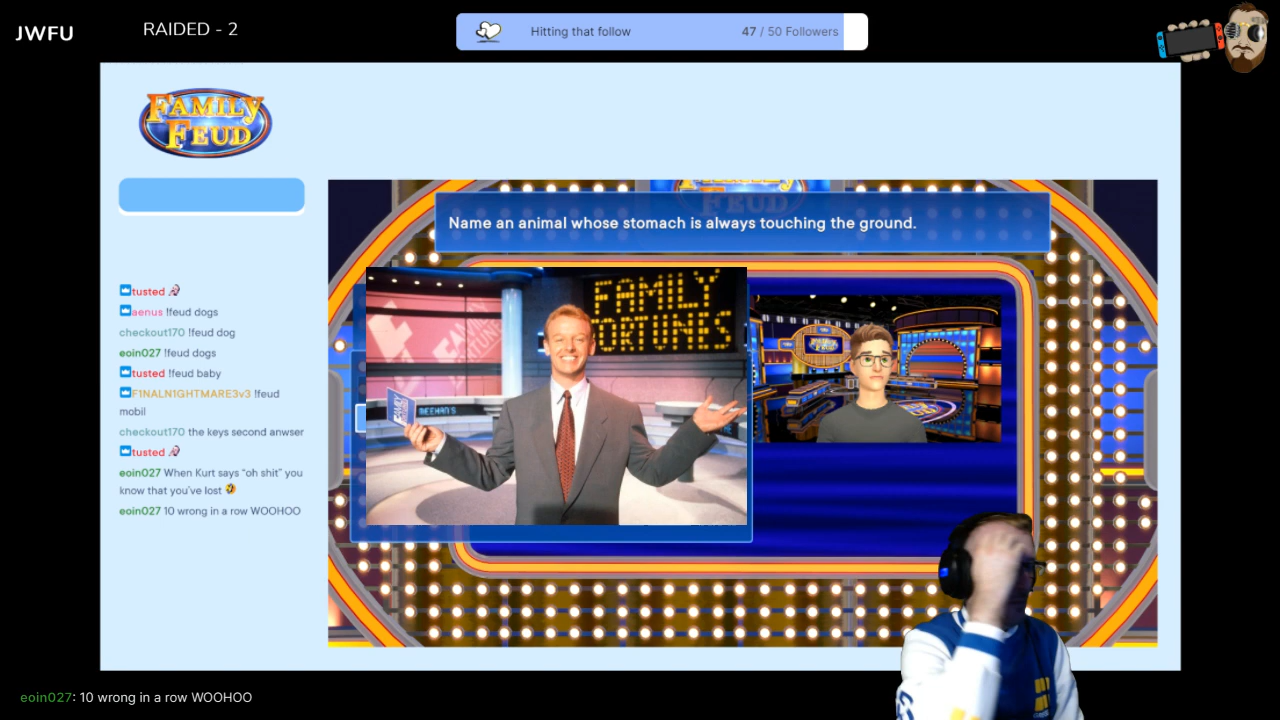 JWFU
RAIDED - 2
Hitting that follow
47 / 50 Followers
FAMILY
FEUD
FEUD
Name an animal whose stomach is always touching the ground.
FAMILY
FORTUNES
MEEHAN'S
tusted
aenus !feud dogs
checkout170 !feud dog
eoin027 !feud dogs
tusted !feud baby
F1NALN1GHTMARE3v3 !feud
mobil
checkout170 the keys second anwser
tusted
eoin027 When Kurt says "oh shit" you
know that you've lost 🤣
eoin027 10 wrong in a row WOOHOO
eoin027: 10 wrong in a row WOOHOO